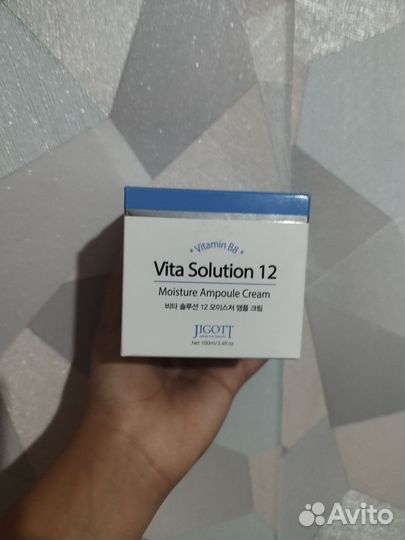 * Vitamin B8 *
Vita Solution 12
Moisture Ampoule Cream
비타 솔루션 12 모이스처 앰플 크림
JIGOTT
Net 100ml/3.4fl.oz
Avito